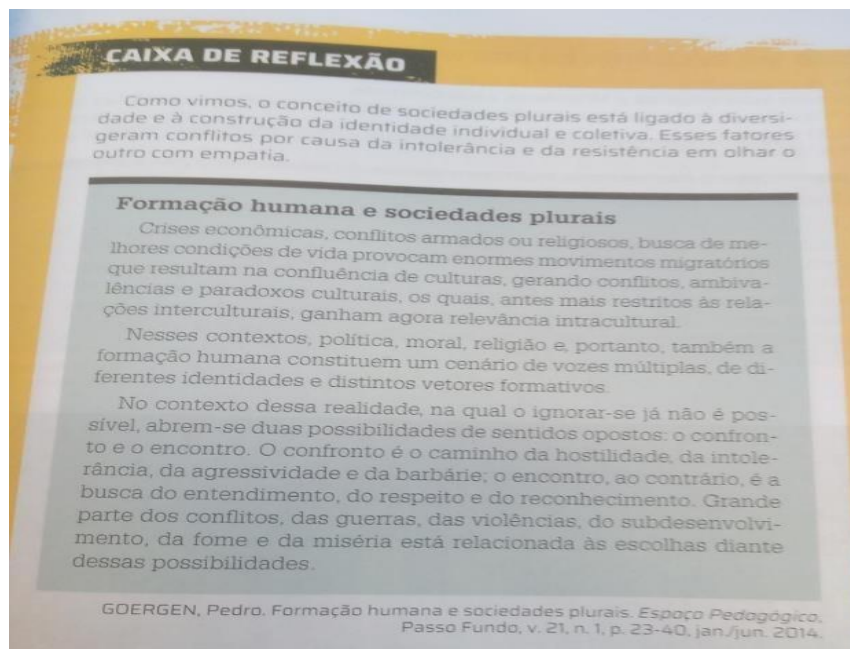 CAIXA DE REFLEXÃO
Como vimos, o conceito de sociedades plurais está ligado à diversi-
dade e à construção da identidade individual e coletiva. Esses fatores
geram conflitos por causa da intolerância e da resistência em olhar o
outro com empatia.
Formação humana e sociedades plurais
Crises econômicas, conflitos armados ou religiosos, busca de me-
lhores condições de vida provocam enormes movimentos migratórios
que resultam na confluência de culturas, gerando conflitos, ambiva-
lências e paradoxos culturais, os quais, antes mais restritos às rela-
ções interculturais, ganham agora relevância intracultural.
Nesses contextos, política, moral, religião e, portanto, também a
formação humana constituem um cenário de vozes múltiplas, de di-
ferentes identidades e distintos vetores formativos.
No contexto dessa realidade, na qual o ignorar-se já não é pos-
sível, abrem-se duas possibilidades de sentidos opostos: o confron-
to e o encontro. O confronto é o caminho da hostilidade, da intole-
rância, da agressividade e da barbárie; o encontro, ao contrário, é a
busca do entendimento, do respeito e do reconhecimento. Grande
parte dos conflitos, das guerras, das violências, do subdesenvolvi-
mento, da fome e da miséria está relacionada às escolhas diante
dessas possibilidades.
GOERGEN, Pedro. Formação humana e sociedades plurais. Espaço Pedagógico,
Passo Fundo, v. 21, n. 1, p. 23-40, jan./jun. 2014.